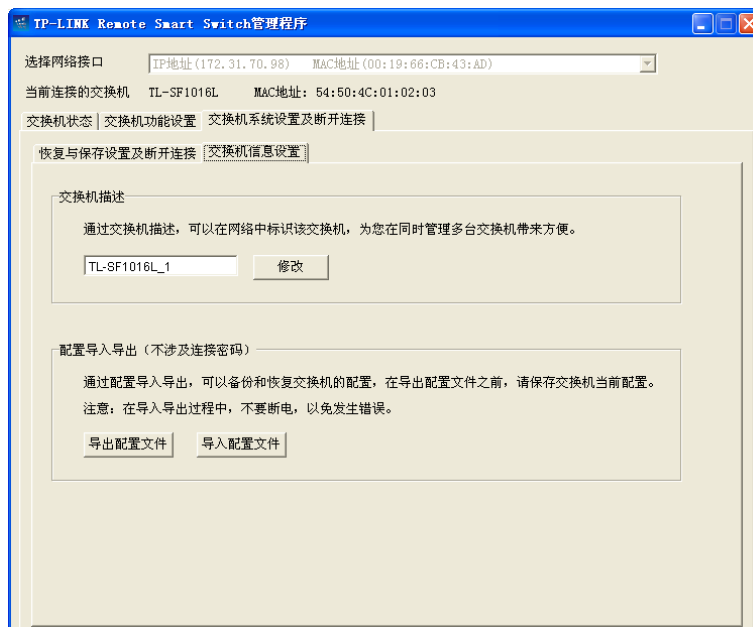 TP-LINK Remote Smart Switch管理程序
选择网络接口 IP地址(172.31.70.98) MAC地址(00:19:66:CB:43:AD)
当前连接的交换机 TL-SF1016L MAC地址: 54:50:4C:01:02:03
交换机状态 交换机功能设置 交换机系统设置及断开连接
恢复与保存设置及断开连接 交换机信息设置
交换机描述
通过交换机描述，可以在网络中标识该交换机，为您在同时管理多台交换机带来方便。
TL-SF1016L_1 修改
配置导入导出（不涉及连接密码）
通过配置导入导出，可以备份和恢复交换机的配置，在导出配置文件之前，请保存交换机当前配置。
注意：在导入导出过程中，不要断电，以免发生错误。
导出配置文件 导入配置文件